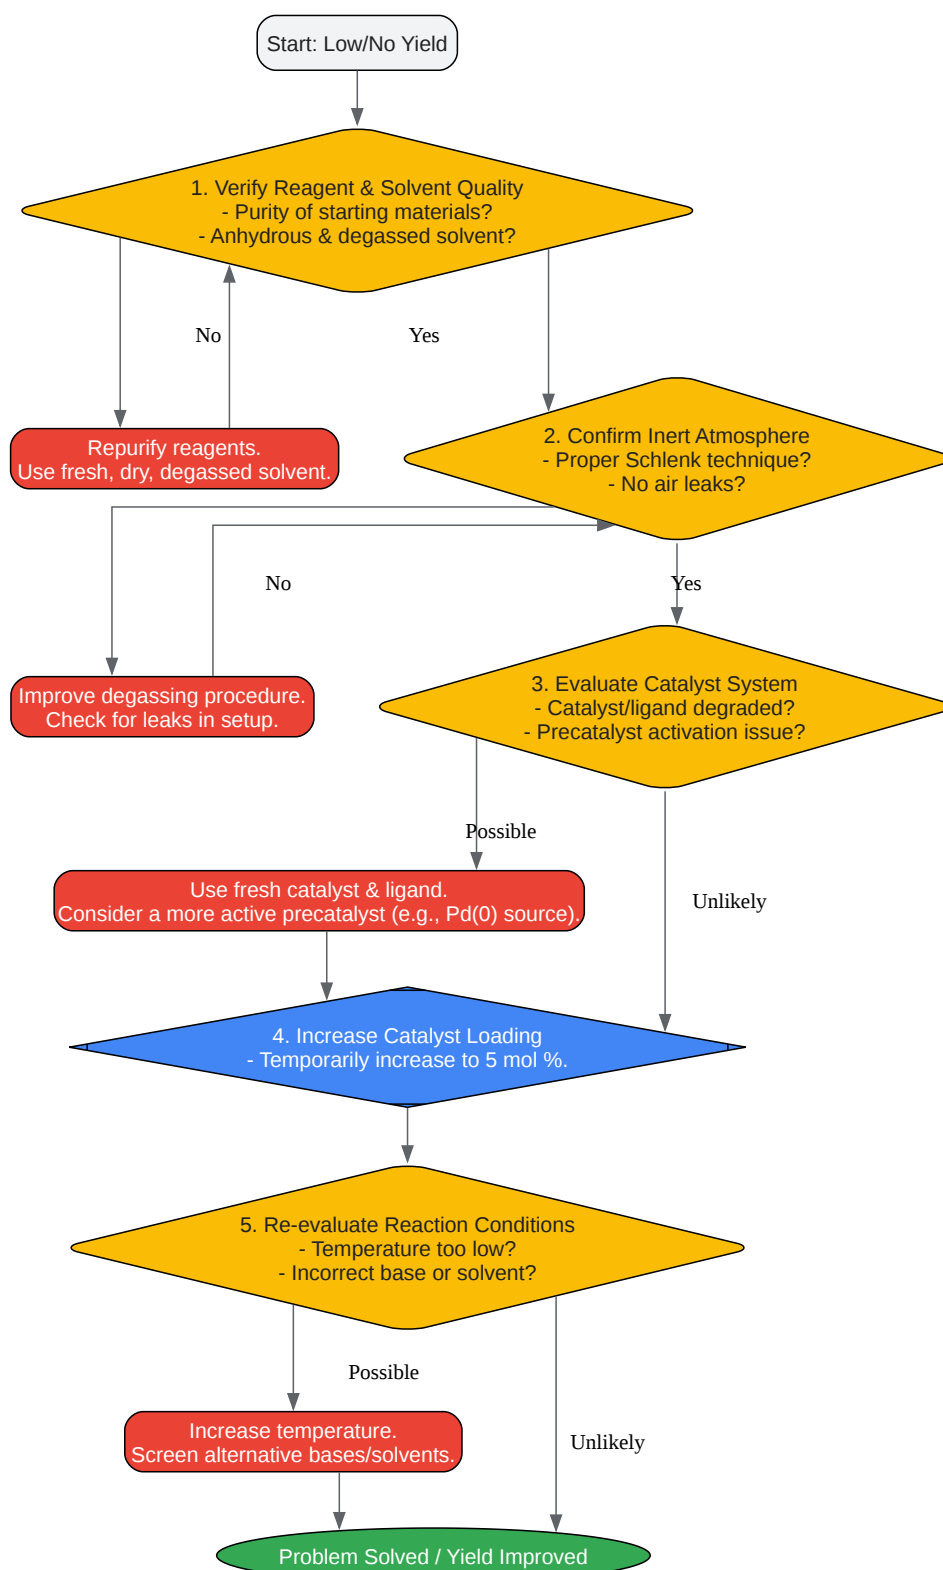 Start: Low/No Yield
1. Verify Reagent & Solvent Quality
- Purity of starting materials?
- Anhydrous & degassed solvent?
No
Yes
Repurify reagents.
Use fresh, dry, degassed solvent.
2. Confirm Inert Atmosphere
- Proper Schlenk technique?
- No air leaks?
No
Yes
Improve degassing procedure.
Check for leaks in setup.
3. Evaluate Catalyst System
- Catalyst/ligand degraded?
- Precatalyst activation issue?
Possible
Unlikely
Use fresh catalyst & ligand.
Consider a more active precatalyst (e.g., Pd(0) source).
4. Increase Catalyst Loading
- Temporarily increase to 5 mol %.
5. Re-evaluate Reaction Conditions
- Temperature too low?
- Incorrect base or solvent?
Possible
Unlikely
Increase temperature.
Screen alternative bases/solvents.
Problem Solved / Yield Improved